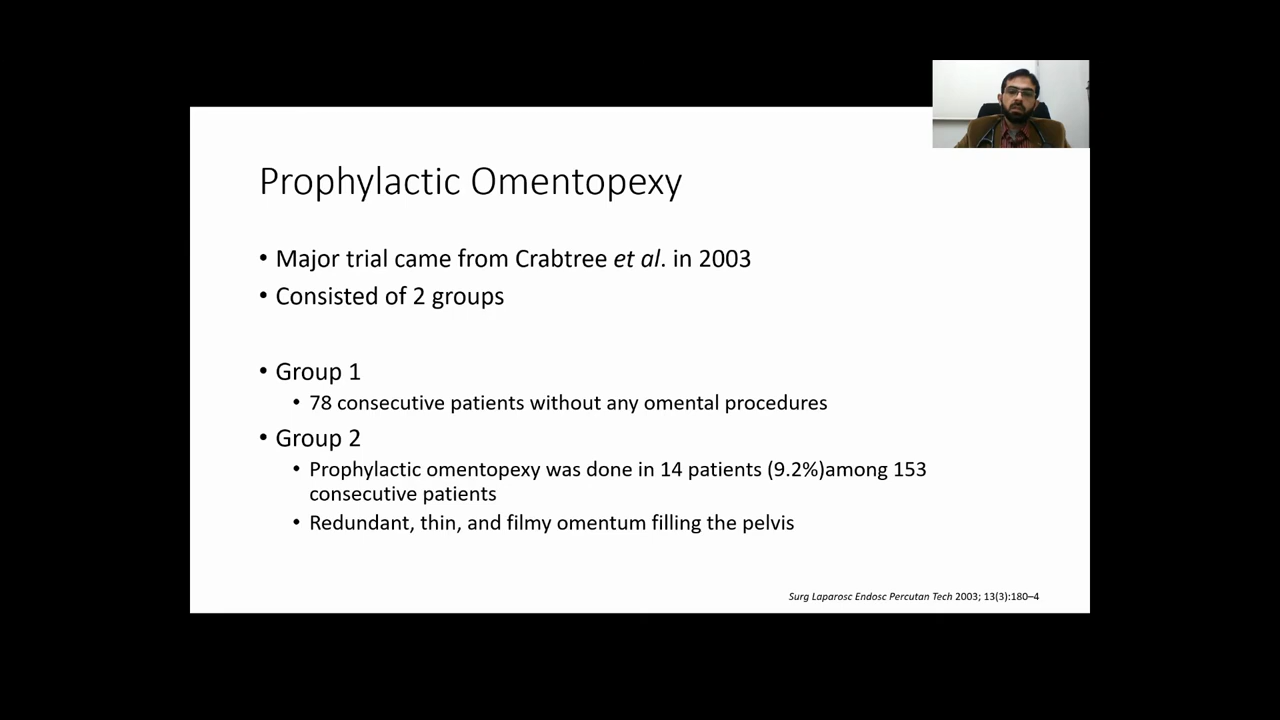 Prophylactic Omentopexy
• Major trial came from Crabtree et al. in 2003
• Consisted of 2 groups
• Group 1
• 78 consecutive patients without any omental procedures
• Group 2
• Prophylactic omentopexy was done in 14 patients (9.2%)among 153
consecutive patients
• Redundant, thin, and filmy omentum filling the pelvis
Surg Laparosc Endosc Percutan Tech 2003; 13(3):180–4